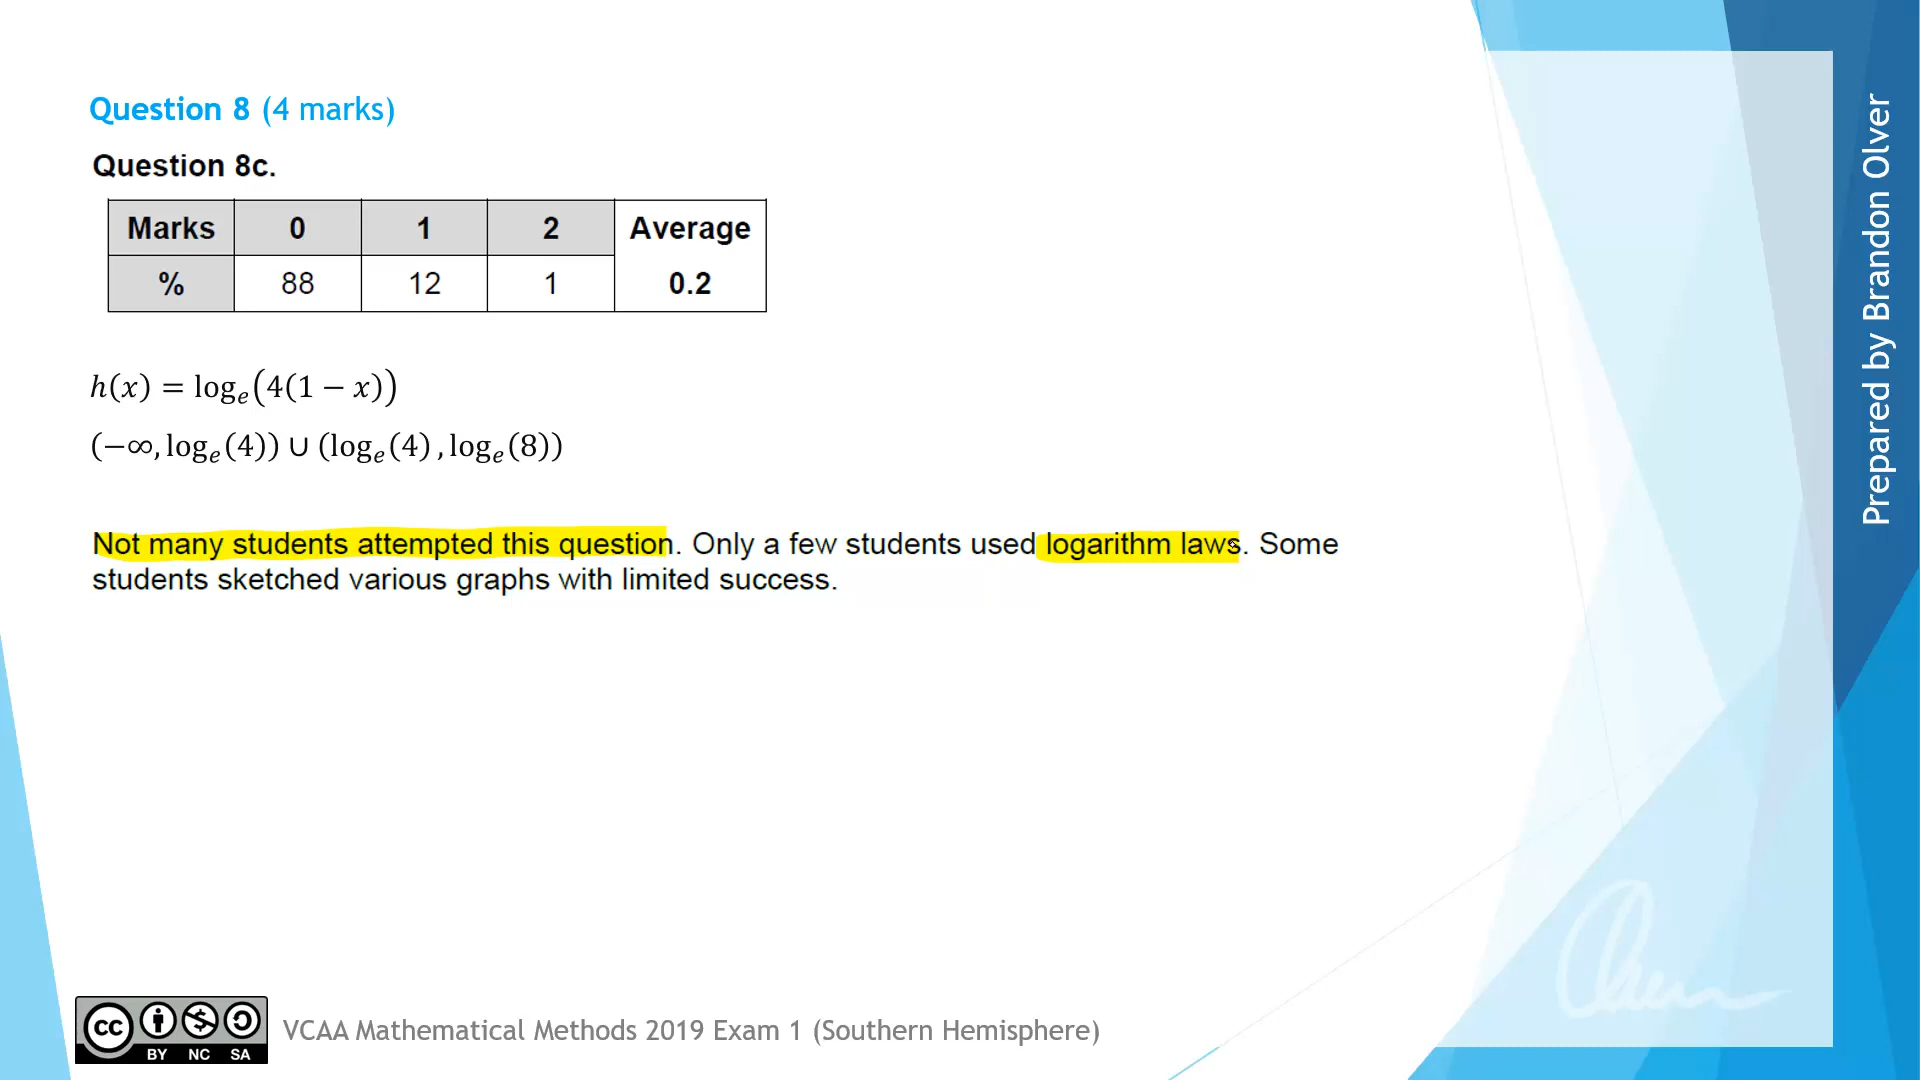 Question 8 (4 marks)
Question 8c.
Marks 0 1 2 Average
% 88 12 1 0.2
h(x) = logₑ(4(1 − x))
(−∞, logₑ(4)) ∪ (logₑ(4) , logₑ(8))
Not many students attempted this question. Only a few students used logarithm laws. Some
students sketched various graphs with limited success.
Prepared by Brandon Olver
cc BY NC SA
VCAA Mathematical Methods 2019 Exam 1 (Southern Hemisphere)